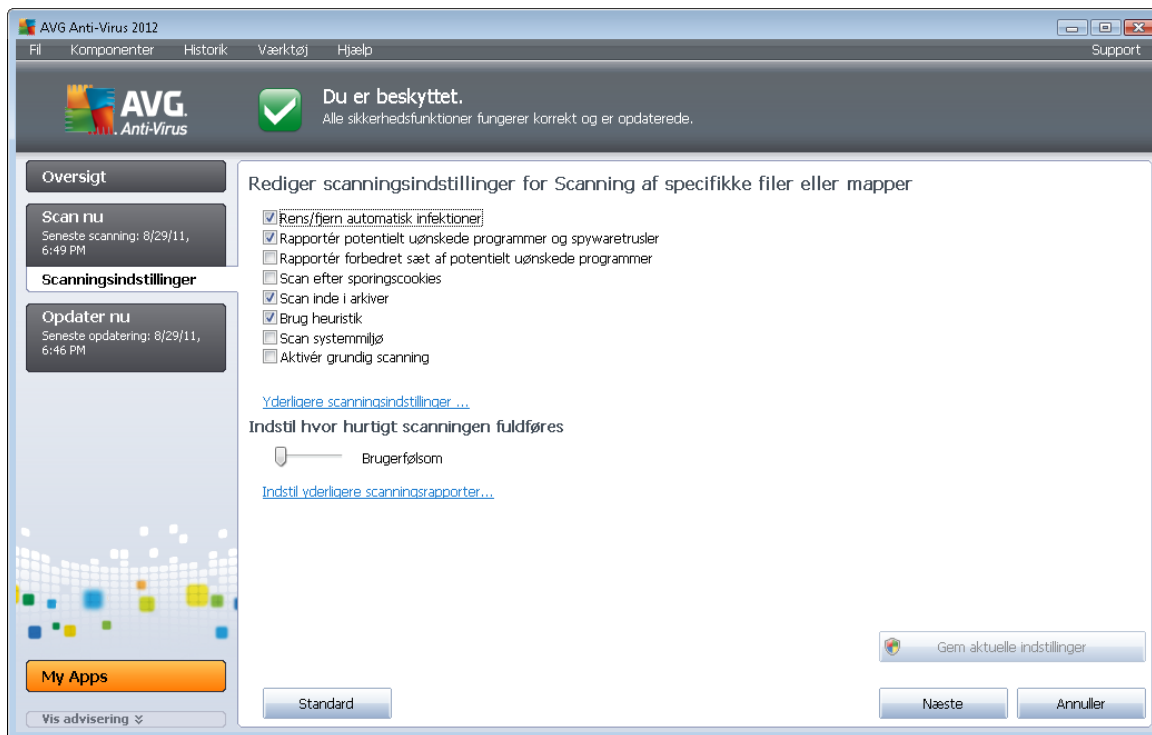 AVG Anti-Virus 2012
Fil Komponenter Historik Værktøj Hjælp Support
AVG.
Anti-Virus
Du er beskyttet.
Alle sikkerhedsfunktioner fungerer korrekt og er opdaterede.
Oversigt
Scan nu
Seneste scanning: 8/29/11,
6:49 PM
Scanningsindstillinger
Opdater nu
Seneste opdatering: 8/29/11,
6:46 PM
My Apps
Vis advisering
Rediger scanningsindstillinger for Scanning af specifikke filer eller mapper
Rens/fjern automatisk infektioner
Rapportér potentielt uønskede programmer og spywaretrusler
Rapportér forbedret sæt af potentielt uønskede programmer
Scan efter sporingscookies
Scan inde i arkiver
Brug heuristik
Scan systemmiljø
Aktivér grundig scanning
Yderligere scanningsindstillinger ...
Indstil hvor hurtigt scanningen fuldføres
Brugerfølsom
Indstil yderligere scanningsrapporter...
Gem aktuelle indstillinger
Standard
Næste
Annuller